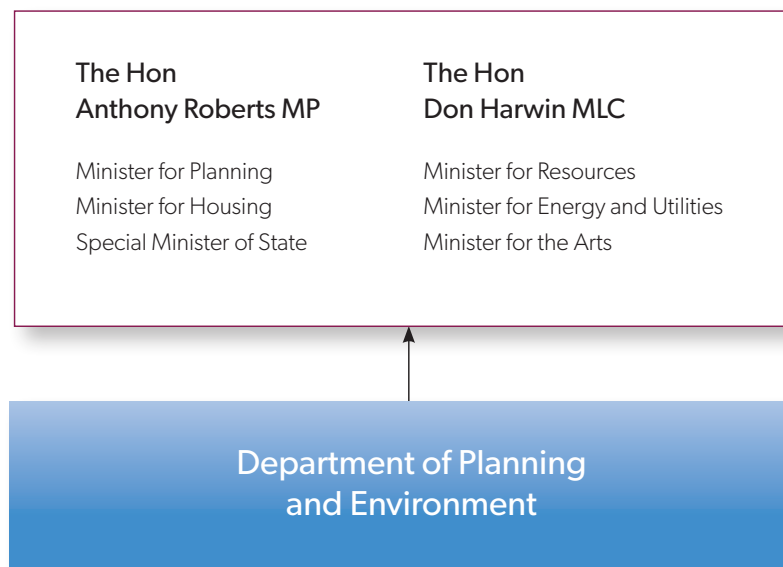 The Hon
Anthony Roberts MP
Minister for Planning
Minister for Housing
Special Minister of State
The Hon
Don Harwin MLC
Minister for Resources
Minister for Energy and Utilities
Minister for the Arts
Department of Planning
and Environment